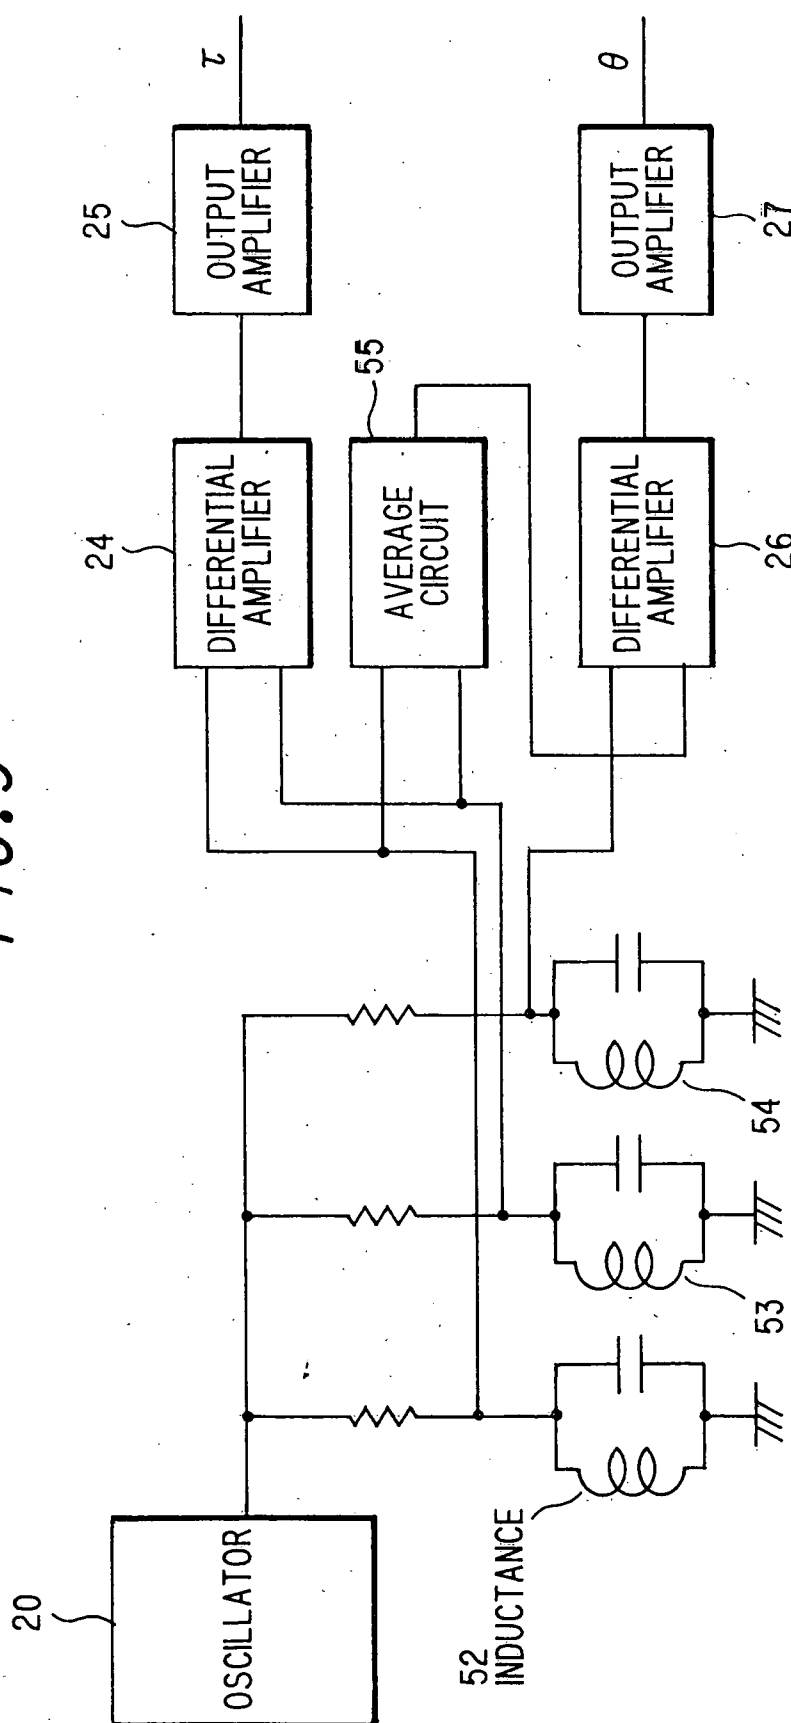 20
OSCILLATOR
52
INDUCTANCE
53
54
24
DIFFERENTIAL
AMPLIFIER
25
OUTPUT
AMPLIFIER
τ
55
AVERAGE
CIRCUIT
26
DIFFERENTIAL
AMPLIFIER
27
OUTPUT
AMPLIFIER
θ